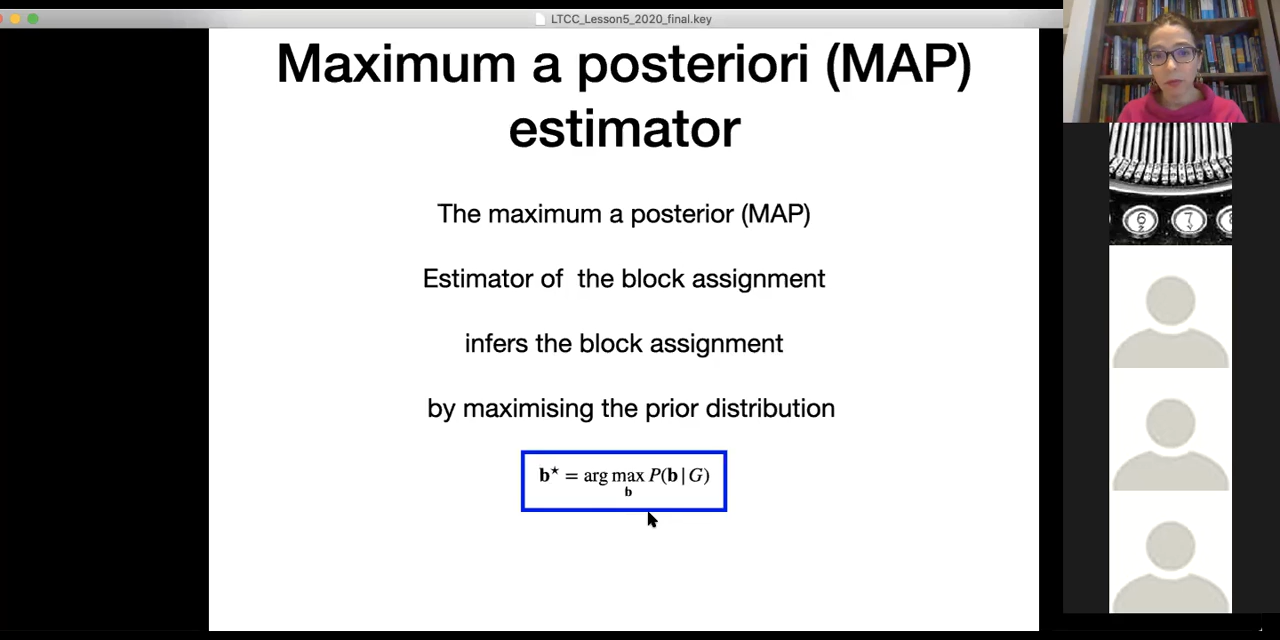 LTCC_Lesson5_2020_final.key
Maximum a posteriori (MAP)
estimator
The maximum a posterior (MAP)
Estimator of the block assignment
infers the block assignment
by maximising the prior distribution
b⋆ = arg max P(b | G)
b
6
7